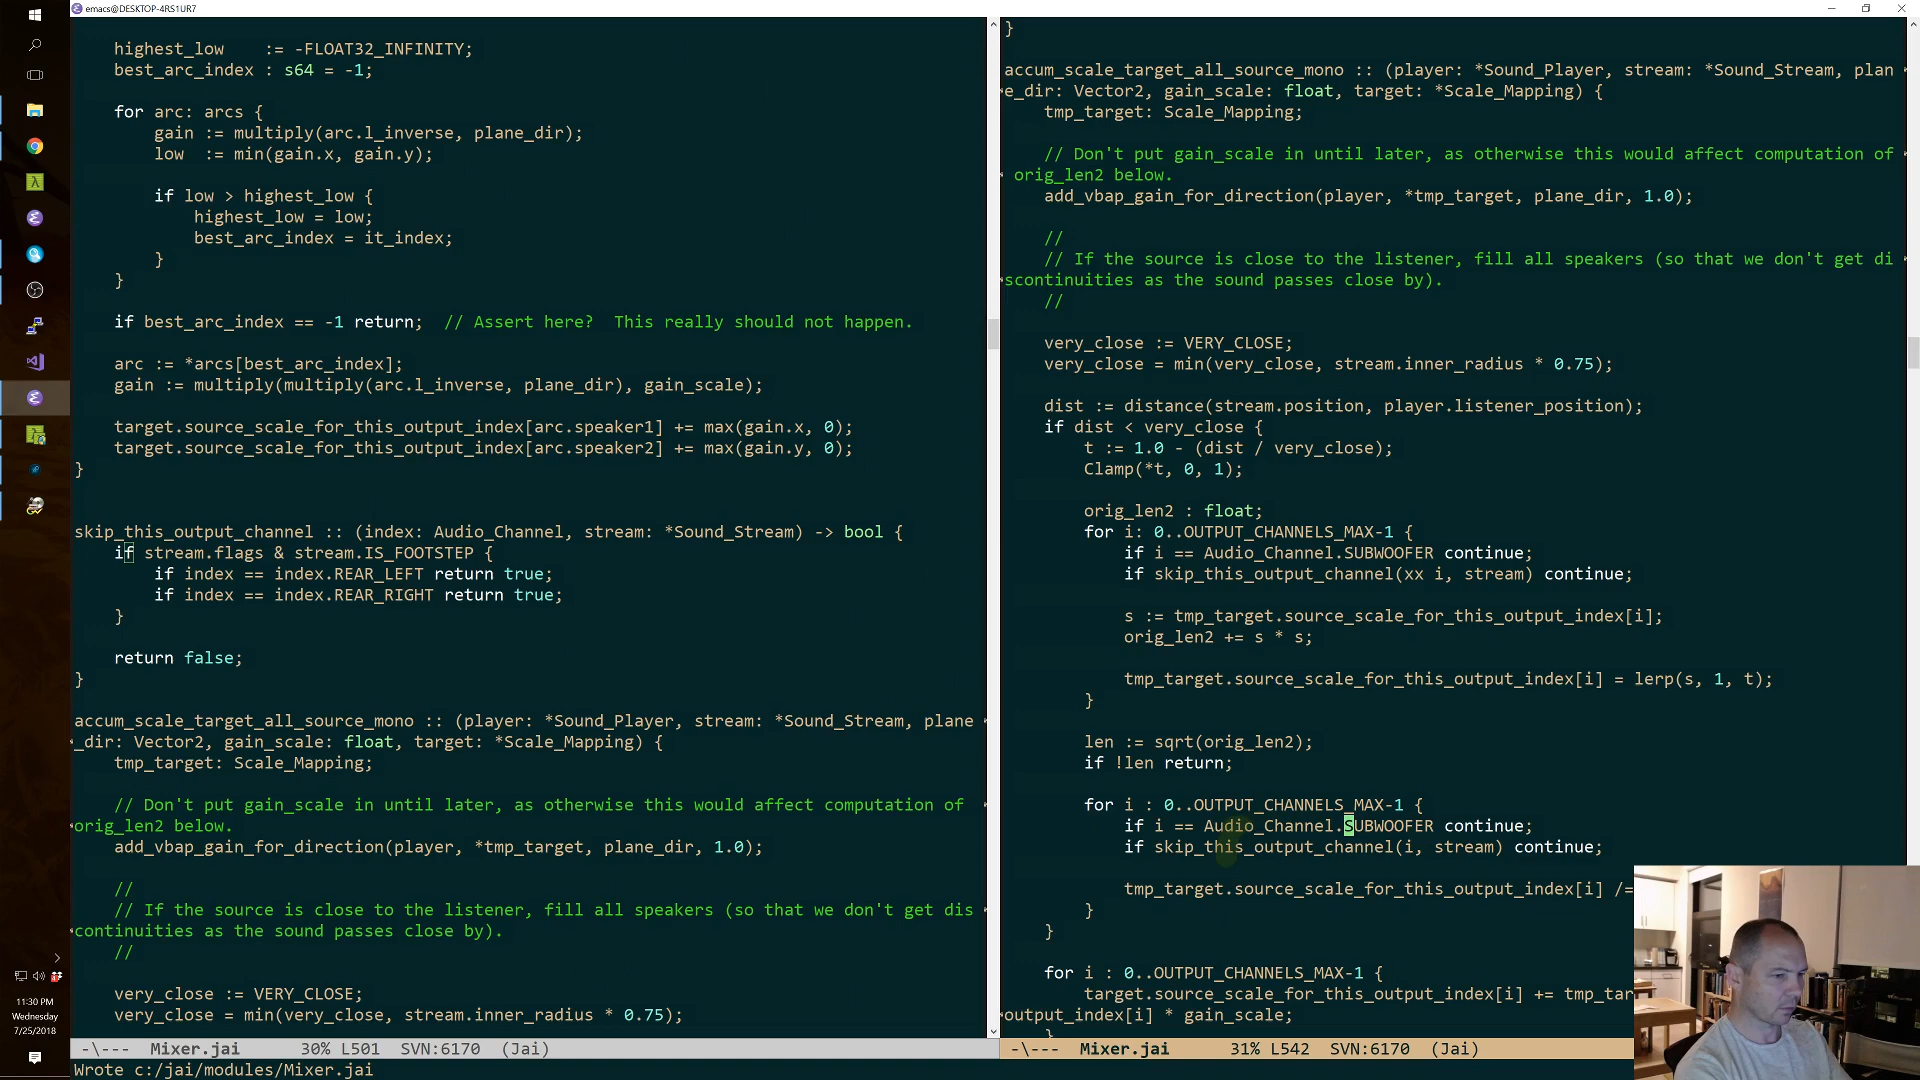 emacs@DESKTOP-4RS1UR7
highest_low    := -FLOAT32_INFINITY;
best_arc_index : s64 = -1;
for arc: arcs {
gain := multiply(arc.l_inverse, plane_dir);
low  := min(gain.x, gain.y);
if low > highest_low {
highest_low = low;
best_arc_index = it_index;
}
}
if best_arc_index == -1 return;  // Assert here?  This really should not happen.
arc := *arcs[best_arc_index];
gain := multiply(multiply(arc.l_inverse, plane_dir), gain_scale);
target.source_scale_for_this_output_index[arc.speaker1] += max(gain.x, 0);
target.source_scale_for_this_output_index[arc.speaker2] += max(gain.y, 0);
}
skip_this_output_channel :: (index: Audio_Channel, stream: *Sound_Stream) -> bool {
if stream.flags & stream.IS_FOOTSTEP {
if index == index.REAR_LEFT return true;
if index == index.REAR_RIGHT return true;
}
return false;
}
accum_scale_target_all_source_mono :: (player: *Sound_Player, stream: *Sound_Stream, plane
_dir: Vector2, gain_scale: float, target: *Scale_Mapping) {
tmp_target: Scale_Mapping;
// Don't put gain_scale in until later, as otherwise this would affect computation of
orig_len2 below.
add_vbap_gain_for_direction(player, *tmp_target, plane_dir, 1.0);
//
// If the source is close to the listener, fill all speakers (so that we don't get dis
continuities as the sound passes close by).
//
very_close := VERY_CLOSE;
very_close = min(very_close, stream.inner_radius * 0.75);
-\---  Mixer.jai      30% L501  SVN:6170  (Jai)
Wrote c:/jai/modules/Mixer.jai
}
accum_scale_target_all_source_mono :: (player: *Sound_Player, stream: *Sound_Stream, plan
e_dir: Vector2, gain_scale: float, target: *Scale_Mapping) {
tmp_target: Scale_Mapping;
// Don't put gain_scale in until later, as otherwise this would affect computation of
orig_len2 below.
add_vbap_gain_for_direction(player, *tmp_target, plane_dir, 1.0);
//
// If the source is close to the listener, fill all speakers (so that we don't get di
scontinuities as the sound passes close by).
//
very_close := VERY_CLOSE;
very_close = min(very_close, stream.inner_radius * 0.75);
dist := distance(stream.position, player.listener_position);
if dist < very_close {
t := 1.0 - (dist / very_close);
Clamp(*t, 0, 1);
orig_len2 : float;
for i: 0..OUTPUT_CHANNELS_MAX-1 {
if i == Audio_Channel.SUBWOOFER continue;
if skip_this_output_channel(xx i, stream) continue;
s := tmp_target.source_scale_for_this_output_index[i];
orig_len2 += s * s;
tmp_target.source_scale_for_this_output_index[i] = lerp(s, 1, t);
}
len := sqrt(orig_len2);
if !len return;
for i : 0..OUTPUT_CHANNELS_MAX-1 {
if i == Audio_Channel.SUBWOOFER continue;
if skip_this_output_channel(i, stream) continue;
tmp_target.source_scale_for_this_output_index[i] /=
}
}
for i : 0..OUTPUT_CHANNELS_MAX-1 {
target.source_scale_for_this_output_index[i] += tmp_tar
output_index[i] * gain_scale;
-\---  Mixer.jai      31% L542  SVN:6170  (Jai)
11:30 PM
Wednesday
7/25/2018